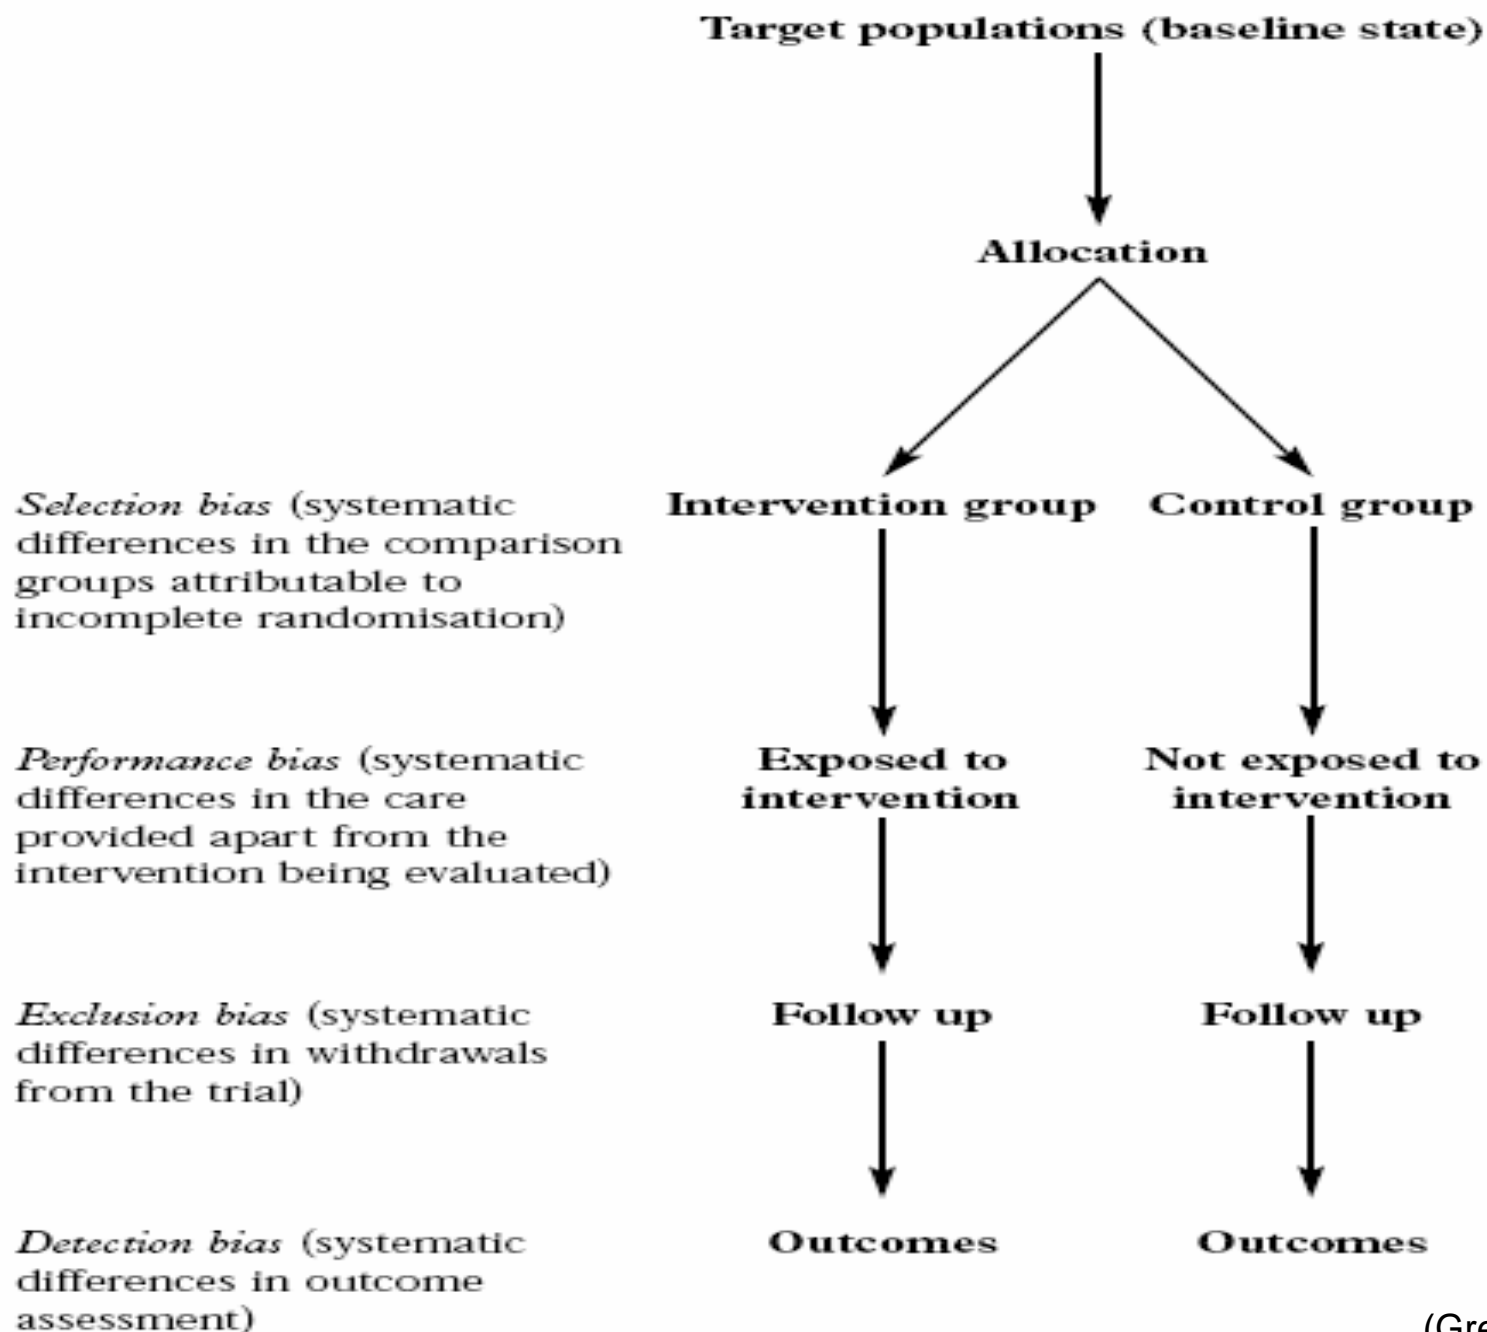 Target populations (baseline state)
Allocation
Selection bias (systematic
differences in the comparison
groups attributable to
incomplete randomisation)
Intervention group
Control group
Performance bias (systematic
differences in the care
provided apart from the
intervention being evaluated)
Exposed to
intervention
Not exposed to
intervention
Exclusion bias (systematic
differences in withdrawals
from the trial)
Follow up
Follow up
Detection bias (systematic
differences in outcome
assessment)
Outcomes
Outcomes